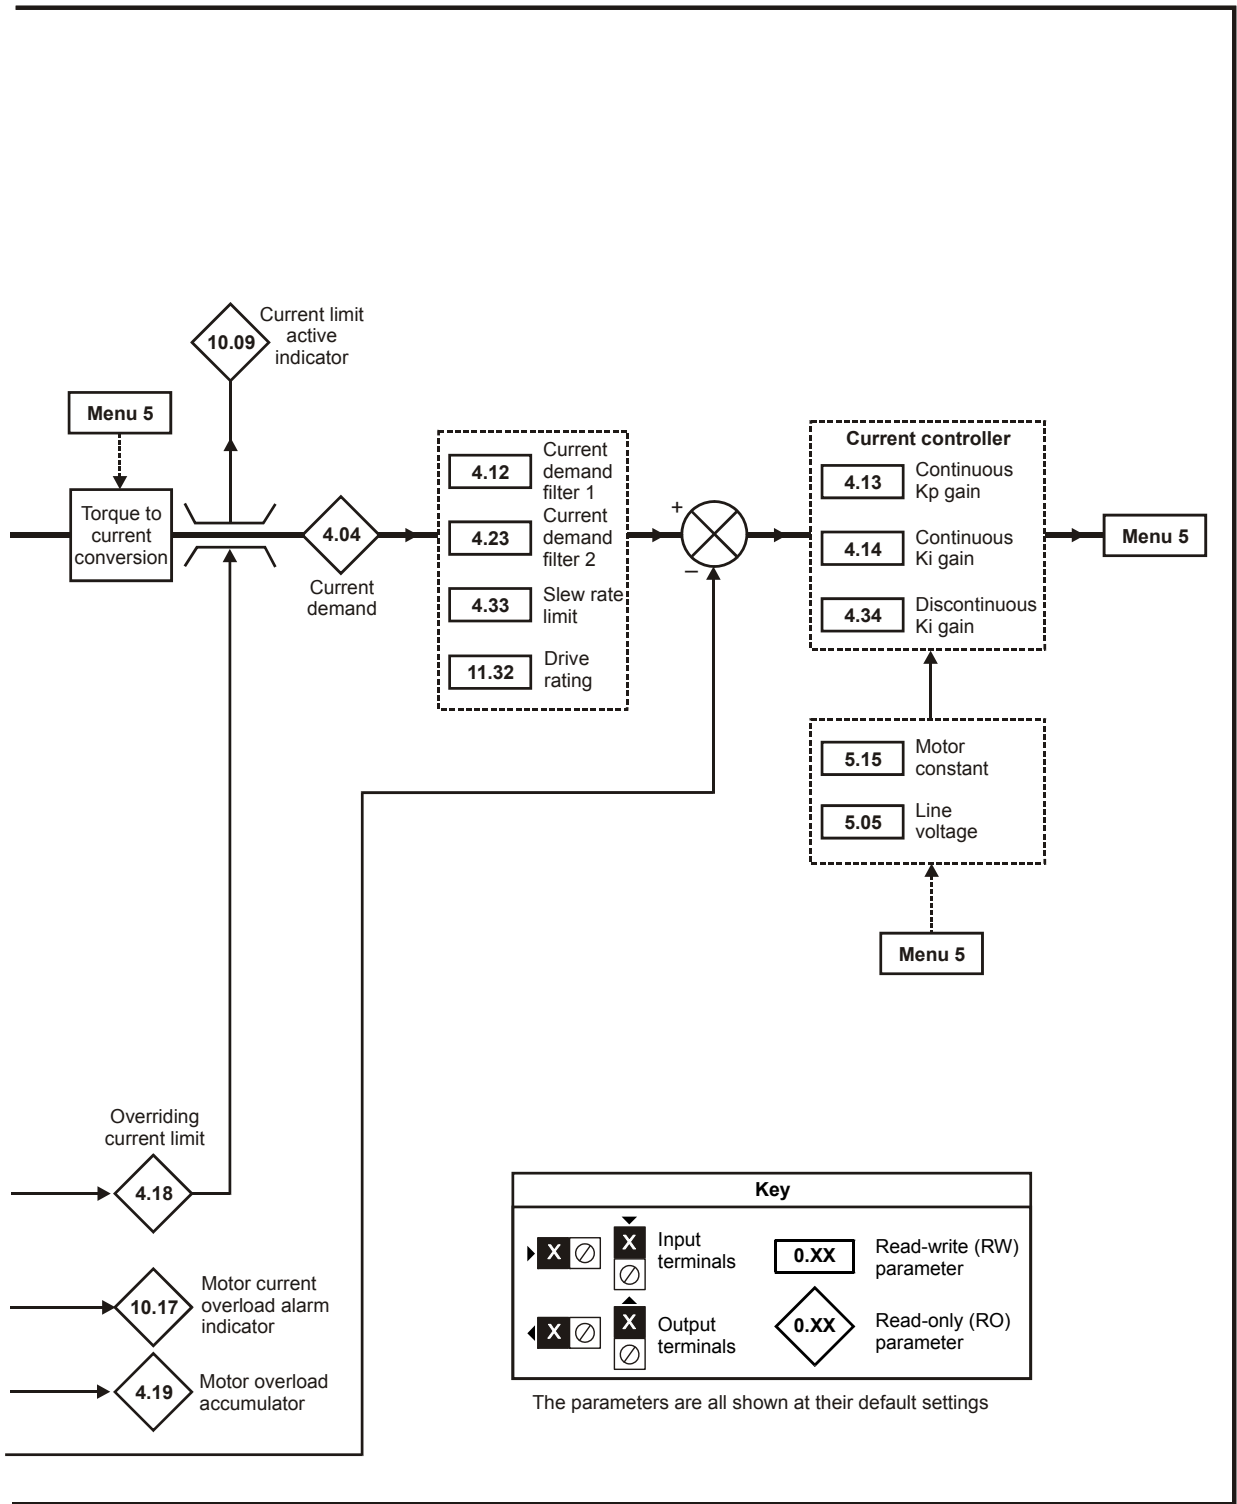 10.09
Current limit
active
indicator
Menu 5
Torque to
current
conversion
4.04
Current
demand
4.12
Current
demand
filter 1
4.23
Current
demand
filter 2
4.33
Slew rate
limit
11.32
Drive
rating
+
–
Current controller
4.13
Continuous
Kp gain
4.14
Continuous
Ki gain
4.34
Discontinuous
Ki gain
Menu 5
5.15
Motor
constant
5.05
Line
voltage
Menu 5
Overriding
current limit
4.18
10.17
Motor current
overload alarm
indicator
4.19
Motor overload
accumulator
Key
X
X
Input
terminals
0.XX
Read-write (RW)
parameter
X
X
Output
terminals
0.XX
Read-only (RO)
parameter
The parameters are all shown at their default settings